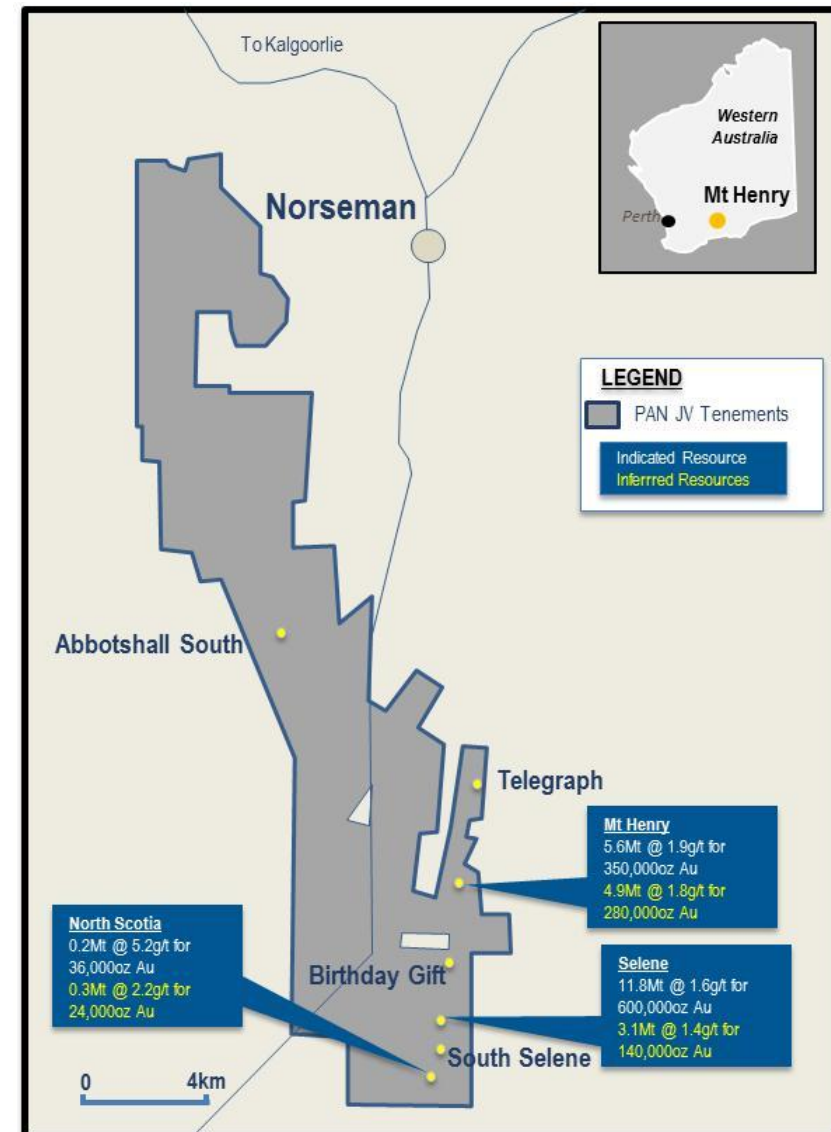 To Kalgoorlie
Western
Australia
Mt Henry
Perth
Norseman
LEGEND
PAN JV Tenements
Indicated Resource
Inferrred Resources
Abbotshall South
Telegraph
Mt Henry
5.6Mt @ 1.9g/t for
350,000oz Au
4.9Mt @ 1.8g/t for
280,000oz Au
North Scotia
0.2Mt @ 5.2g/t for
36,000oz Au
0.3Mt @ 2.2g/t for
24,000oz Au
Birthday Gift
Selene
11.8Mt @ 1.6g/t for
600,000oz Au
3.1Mt @ 1.4g/t for
140,000oz Au
South Selene
0 4km